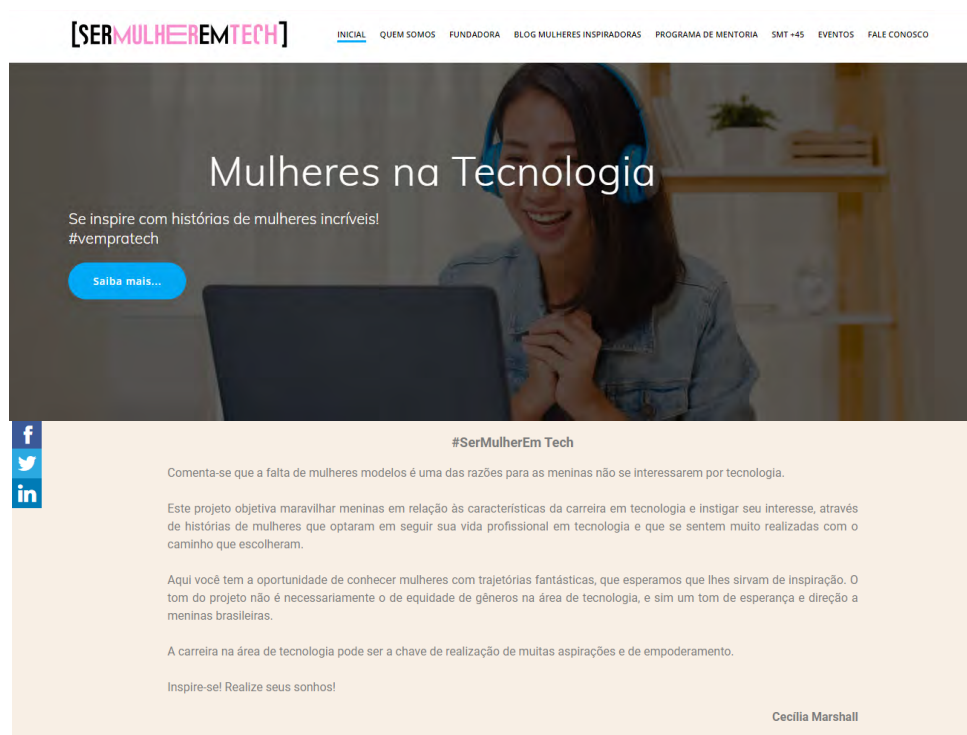 [SERMULHEREMTECH]
INICIAL QUEM SOMOS FUNDADORA BLOG MULHERES INSPIRADORAS PROGRAMA DE MENTORIA SMT +45 EVENTOS FALE CONOSCO
Mulheres na Tecnologia
Se inspire com histórias de mulheres incríveis!
#vempratech
Saiba mais...
#SerMulherEm Tech
Comenta-se que a falta de mulheres modelos é uma das razões para as meninas não se interessarem por tecnologia.
Este projeto objetiva maravilhar meninas em relação às características da carreira em tecnologia e instigar seu interesse, através
de histórias de mulheres que optaram em seguir sua vida profissional em tecnologia e que se sentem muito realizadas com o
caminho que escolheram.
Aqui você tem a oportunidade de conhecer mulheres com trajetórias fantásticas, que esperamos que lhes sirvam de inspiração. O
tom do projeto não é necessariamente o de equidade de gêneros na área de tecnologia, e sim um tom de esperança e direção a
meninas brasileiras.
A carreira na área de tecnologia pode ser a chave de realização de muitas aspirações e de empoderamento.
Inspire-se! Realize seus sonhos!
Cecília Marshall